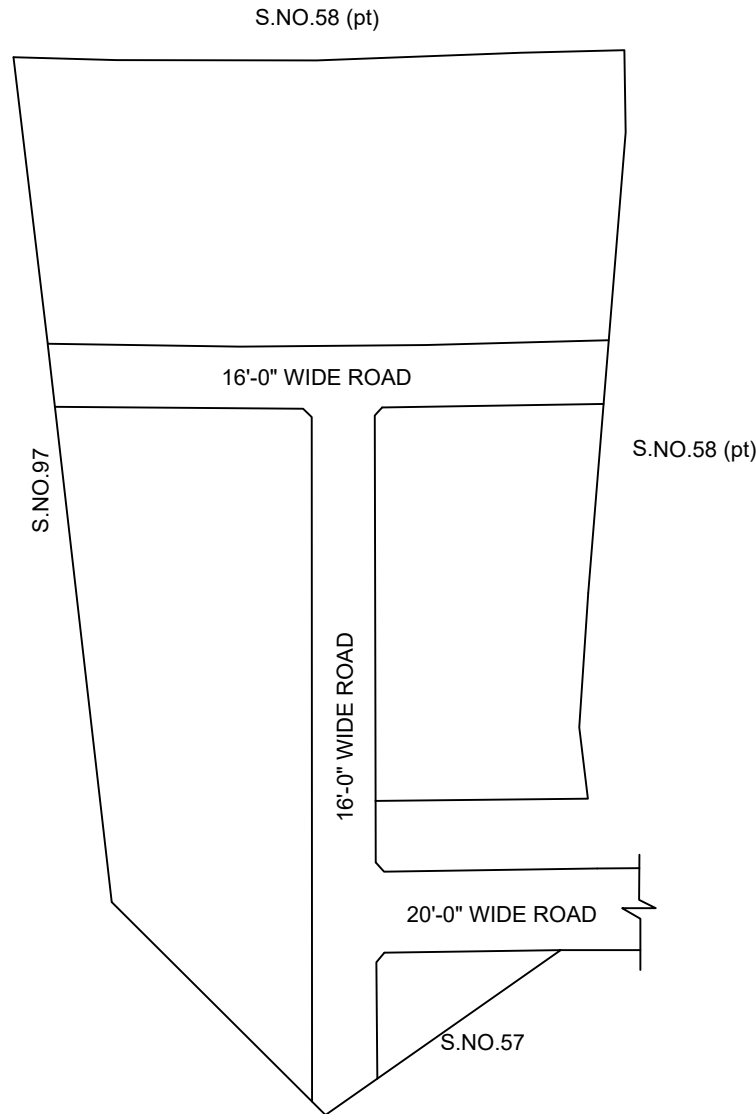 S.NO.58 (pt)
16'-0" WIDE ROAD
S.NO.97
S.NO.58 (pt)
16'-0" WIDE ROAD
20'-0" WIDE ROAD
S.NO.57